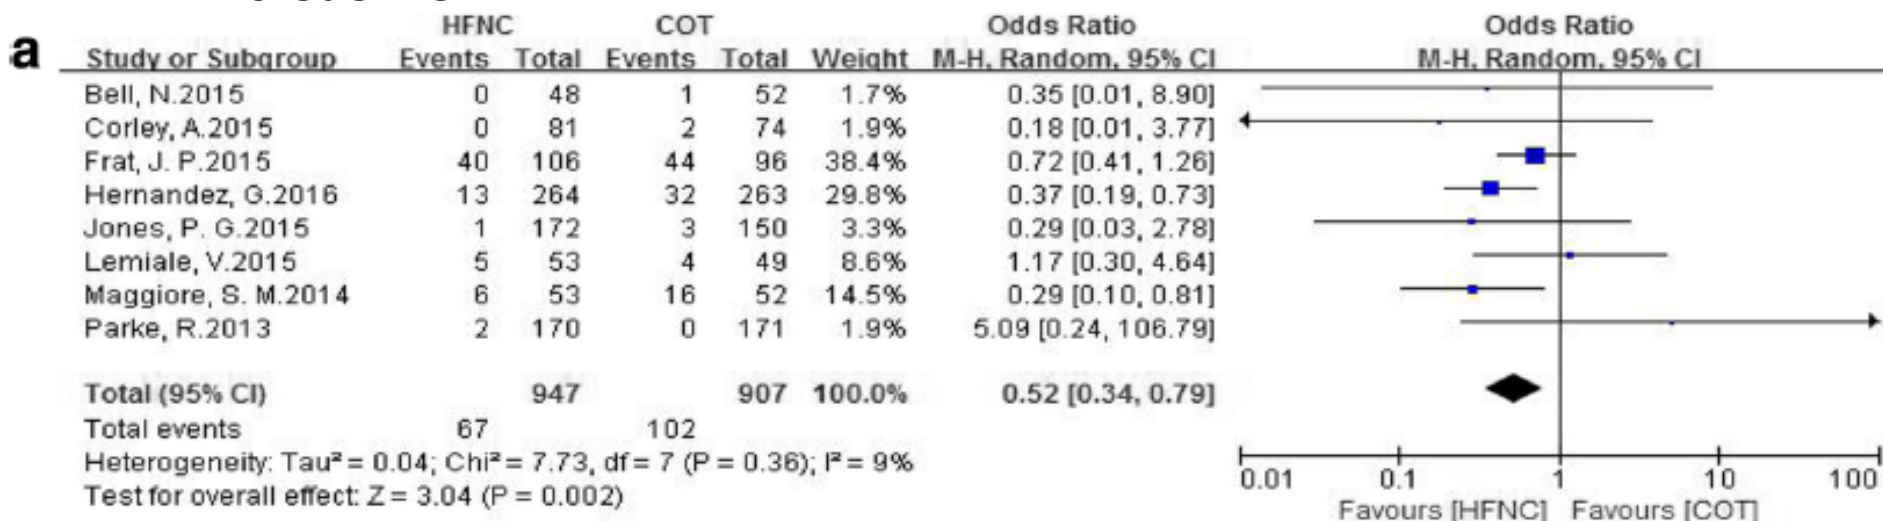 a
HFNC COT Odds Ratio Odds Ratio
Study or Subgroup Events Total Events Total Weight M-H, Random, 95% CI M-H, Random, 95% CI
Bell, N.2015 0 48 1 52 1.7% 0.35 [0.01, 8.90]
Corley, A.2015 0 81 2 74 1.9% 0.18 [0.01, 3.77]
Frat, J. P.2015 40 106 44 96 38.4% 0.72 [0.41, 1.26]
Hernandez, G.2016 13 264 32 263 29.8% 0.37 [0.19, 0.73]
Jones, P. G.2015 1 172 3 150 3.3% 0.29 [0.03, 2.78]
Lemiale, V.2015 5 53 4 49 8.6% 1.17 [0.30, 4.64]
Maggiore, S. M.2014 6 53 16 52 14.5% 0.29 [0.10, 0.81]
Parke, R.2013 2 170 0 171 1.9% 5.09 [0.24, 106.79]
Total (95% CI) 947 907 100.0% 0.52 [0.34, 0.79]
Total events 67 102
Heterogeneity: Tau² = 0.04; Chi² = 7.73, df = 7 (P = 0.36); I² = 9%
Test for overall effect: Z = 3.04 (P = 0.002)
0.01 0.1 1 10 100
Favours [HFNC] Favours [COT]